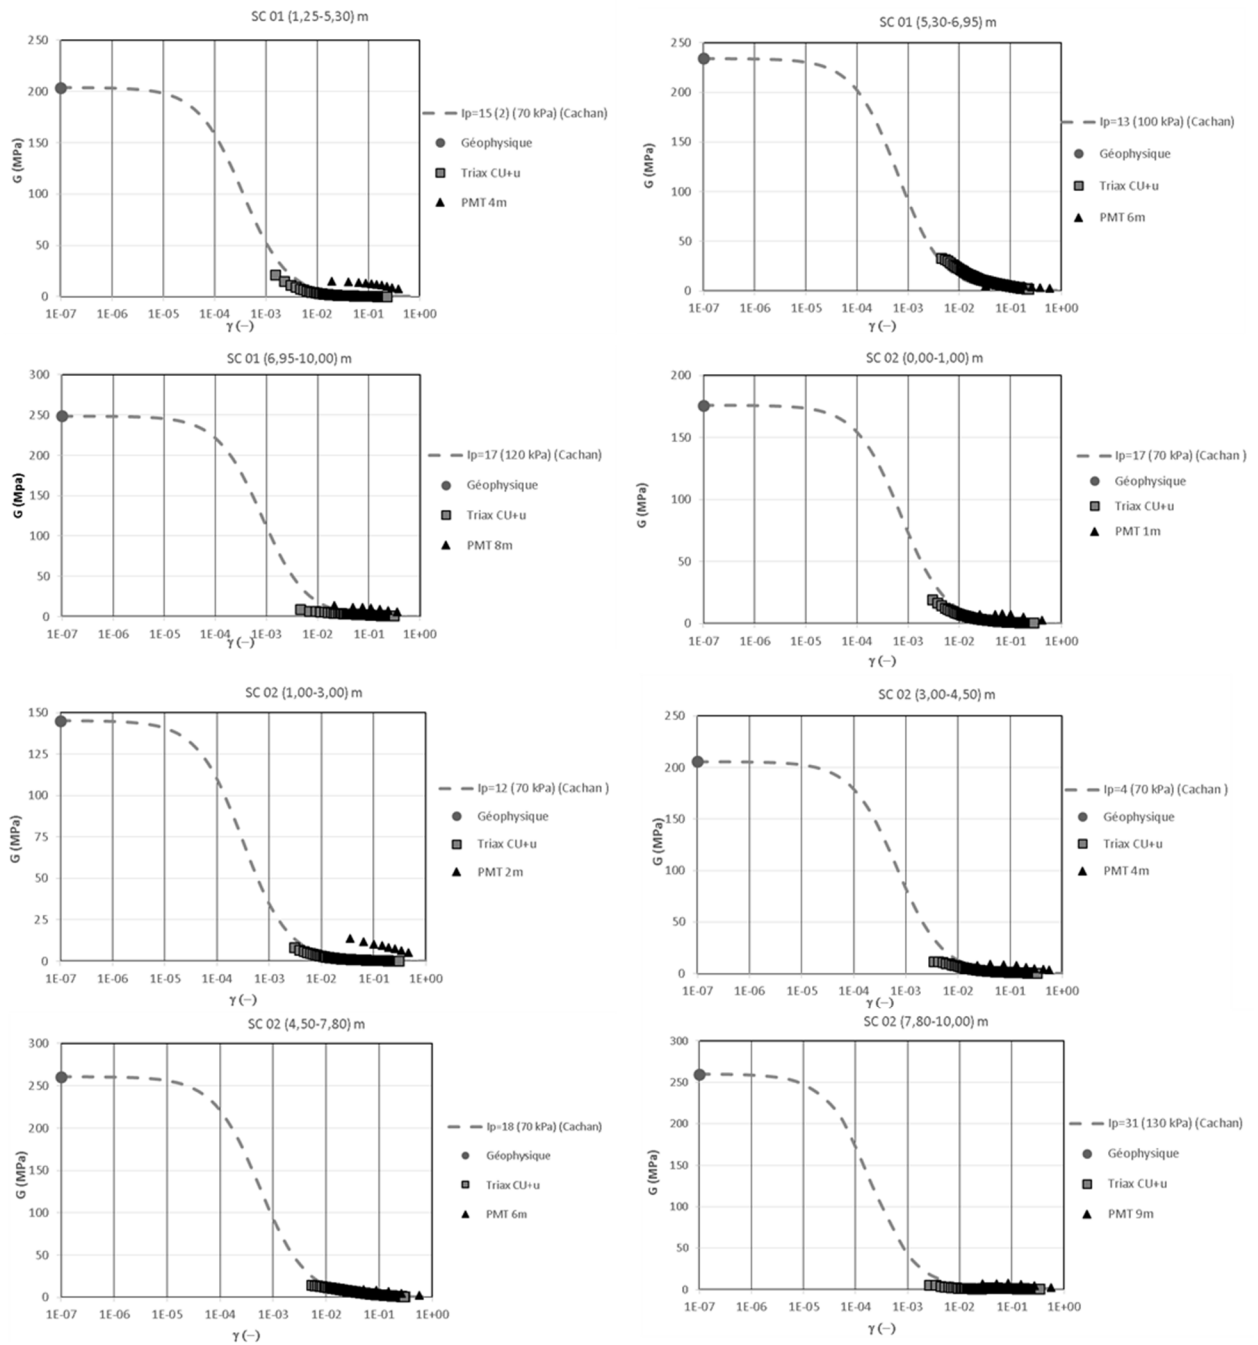 SC 01 (1,25-5,30) m
250
200
150
100
50
0
G (MPa)
1E-07 1E-06 1E-05 1E-04 1E-03 1E-02 1E-01 1E+00
γ (−)
Ip=15 (2) (70 kPa) (Cachan)
Géophysique
Triax CU+u
PMT 4m
SC 01 (5,30-6,95) m
250
200
150
100
50
0
G (MPa)
1E-07 1E-06 1E-05 1E-04 1E-03 1E-02 1E-01 1E+00
γ (−)
Ip=13 (100 kPa) (Cachan)
Géophysique
Triax CU+u
PMT 6m
SC 01 (6,95-10,00) m
300
250
200
150
100
50
0
G (Mpa)
1E-07 1E-06 1E-05 1E-04 1E-03 1E-02 1E-01 1E+00
γ (−)
Ip=17 (120 kPa) (Cachan)
Géophysique
Triax CU+u
PMT 8m
SC 02 (0,00-1,00) m
200
150
100
50
0
G (MPa)
1E-07 1E-06 1E-05 1E-04 1E-03 1E-02 1E-01 1E+00
γ (−)
Ip=17 (70 kPa) (Cachan )
Géophysique
Triax CU+u
PMT 1m
SC 02 (1,00-3,00) m
150
125
100
75
50
25
0
G (MPa)
1E-07 1E-06 1E-05 1E-04 1E-03 1E-02 1E-01 1E+00
γ (−)
Ip=12 (70 kPa) (Cachan )
Géophysique
Triax CU+u
PMT 2m
SC 02 (3,00-4,50) m
250
200
150
100
50
0
G (MPa)
1E-07 1E-06 1E-05 1E-04 1E-03 1E-02 1E-01 1E+00
γ (−)
Ip=4 (70 kPa) (Cachan )
Géophysique
Triax CU+u
PMT 4m
SC 02 (4,50-7,80) m
300
250
200
150
100
50
0
G (MPa)
1E-07 1E-06 1E-05 1E-04 1E-03 1E-02 1E-01 1E+00
γ (−)
Ip=18 (70 kPa) (Cachan)
Géophysique
Triax CU+u
PMT 6m
SC 02 (7,80-10,00) m
300
250
200
150
100
50
0
G (MPa)
1E-07 1E-06 1E-05 1E-04 1E-03 1E-02 1E-01 1E+00
γ (−)
Ip=31 (130 kPa) (Cachan)
Géophysique
Triax CU+u
PMT 9m